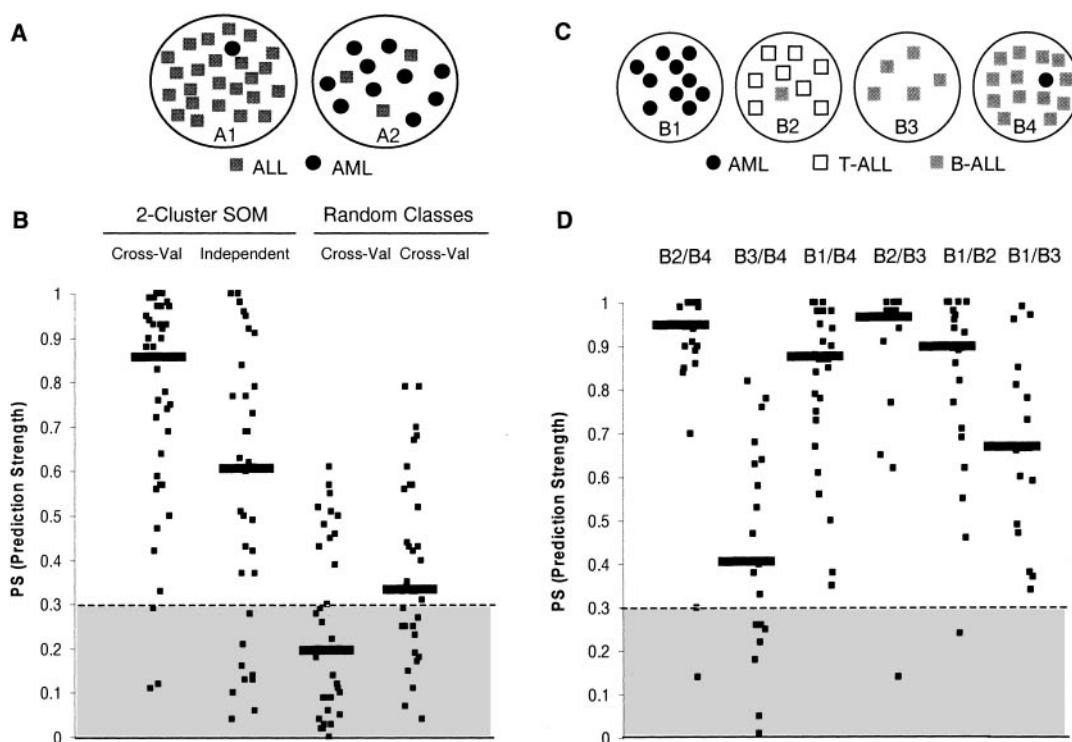 A
A1
A2
ALL AML
B
2-Cluster SOM Random Classes
Cross-Val Independent Cross-Val Cross-Val
PS (Prediction Strength)
1
0.9
0.8
0.7
0.6
0.5
0.4
0.3
0.2
0.1
0
C
B1 B2 B3 B4
AML T-ALL B-ALL
D
B2/B4 B3/B4 B1/B4 B2/B3 B1/B2 B1/B3
PS (Prediction Strength)
1
0.9
0.8
0.7
0.6
0.5
0.4
0.3
0.2
0.1
0